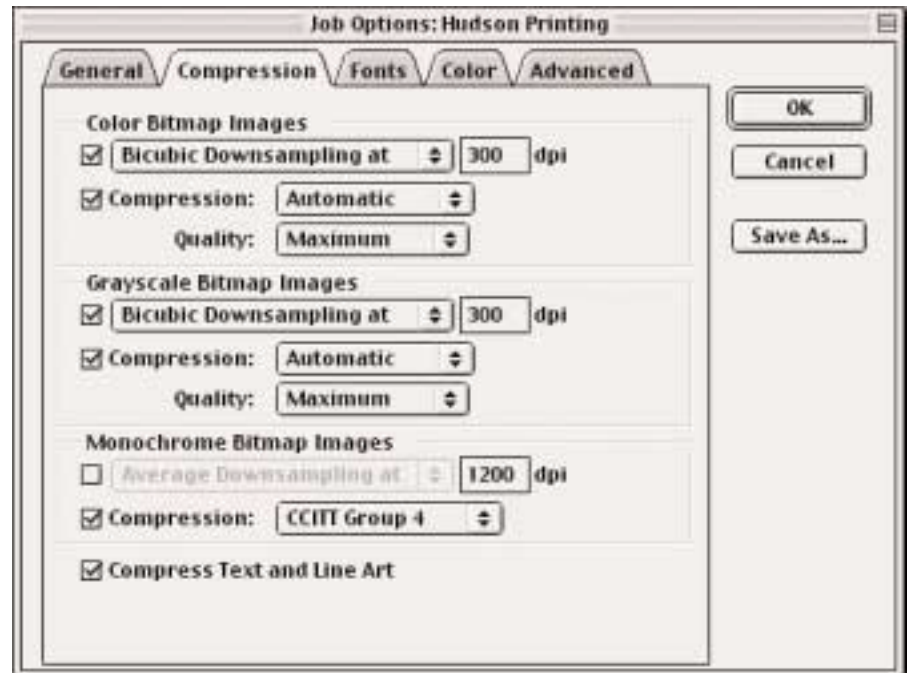 Job Options: Hudson Printing
General Compression Fonts Color Advanced
OK
Cancel
Save As...
Color Bitmap Images
Bicubic Downsampling at 300 dpi
Compression: Automatic
Quality: Maximum
Grayscale Bitmap Images
Bicubic Downsampling at 300 dpi
Compression: Automatic
Quality: Maximum
Monochrome Bitmap Images
Average Downsampling at 1200 dpi
Compression: CCITT Group 4
Compress Text and Line Art